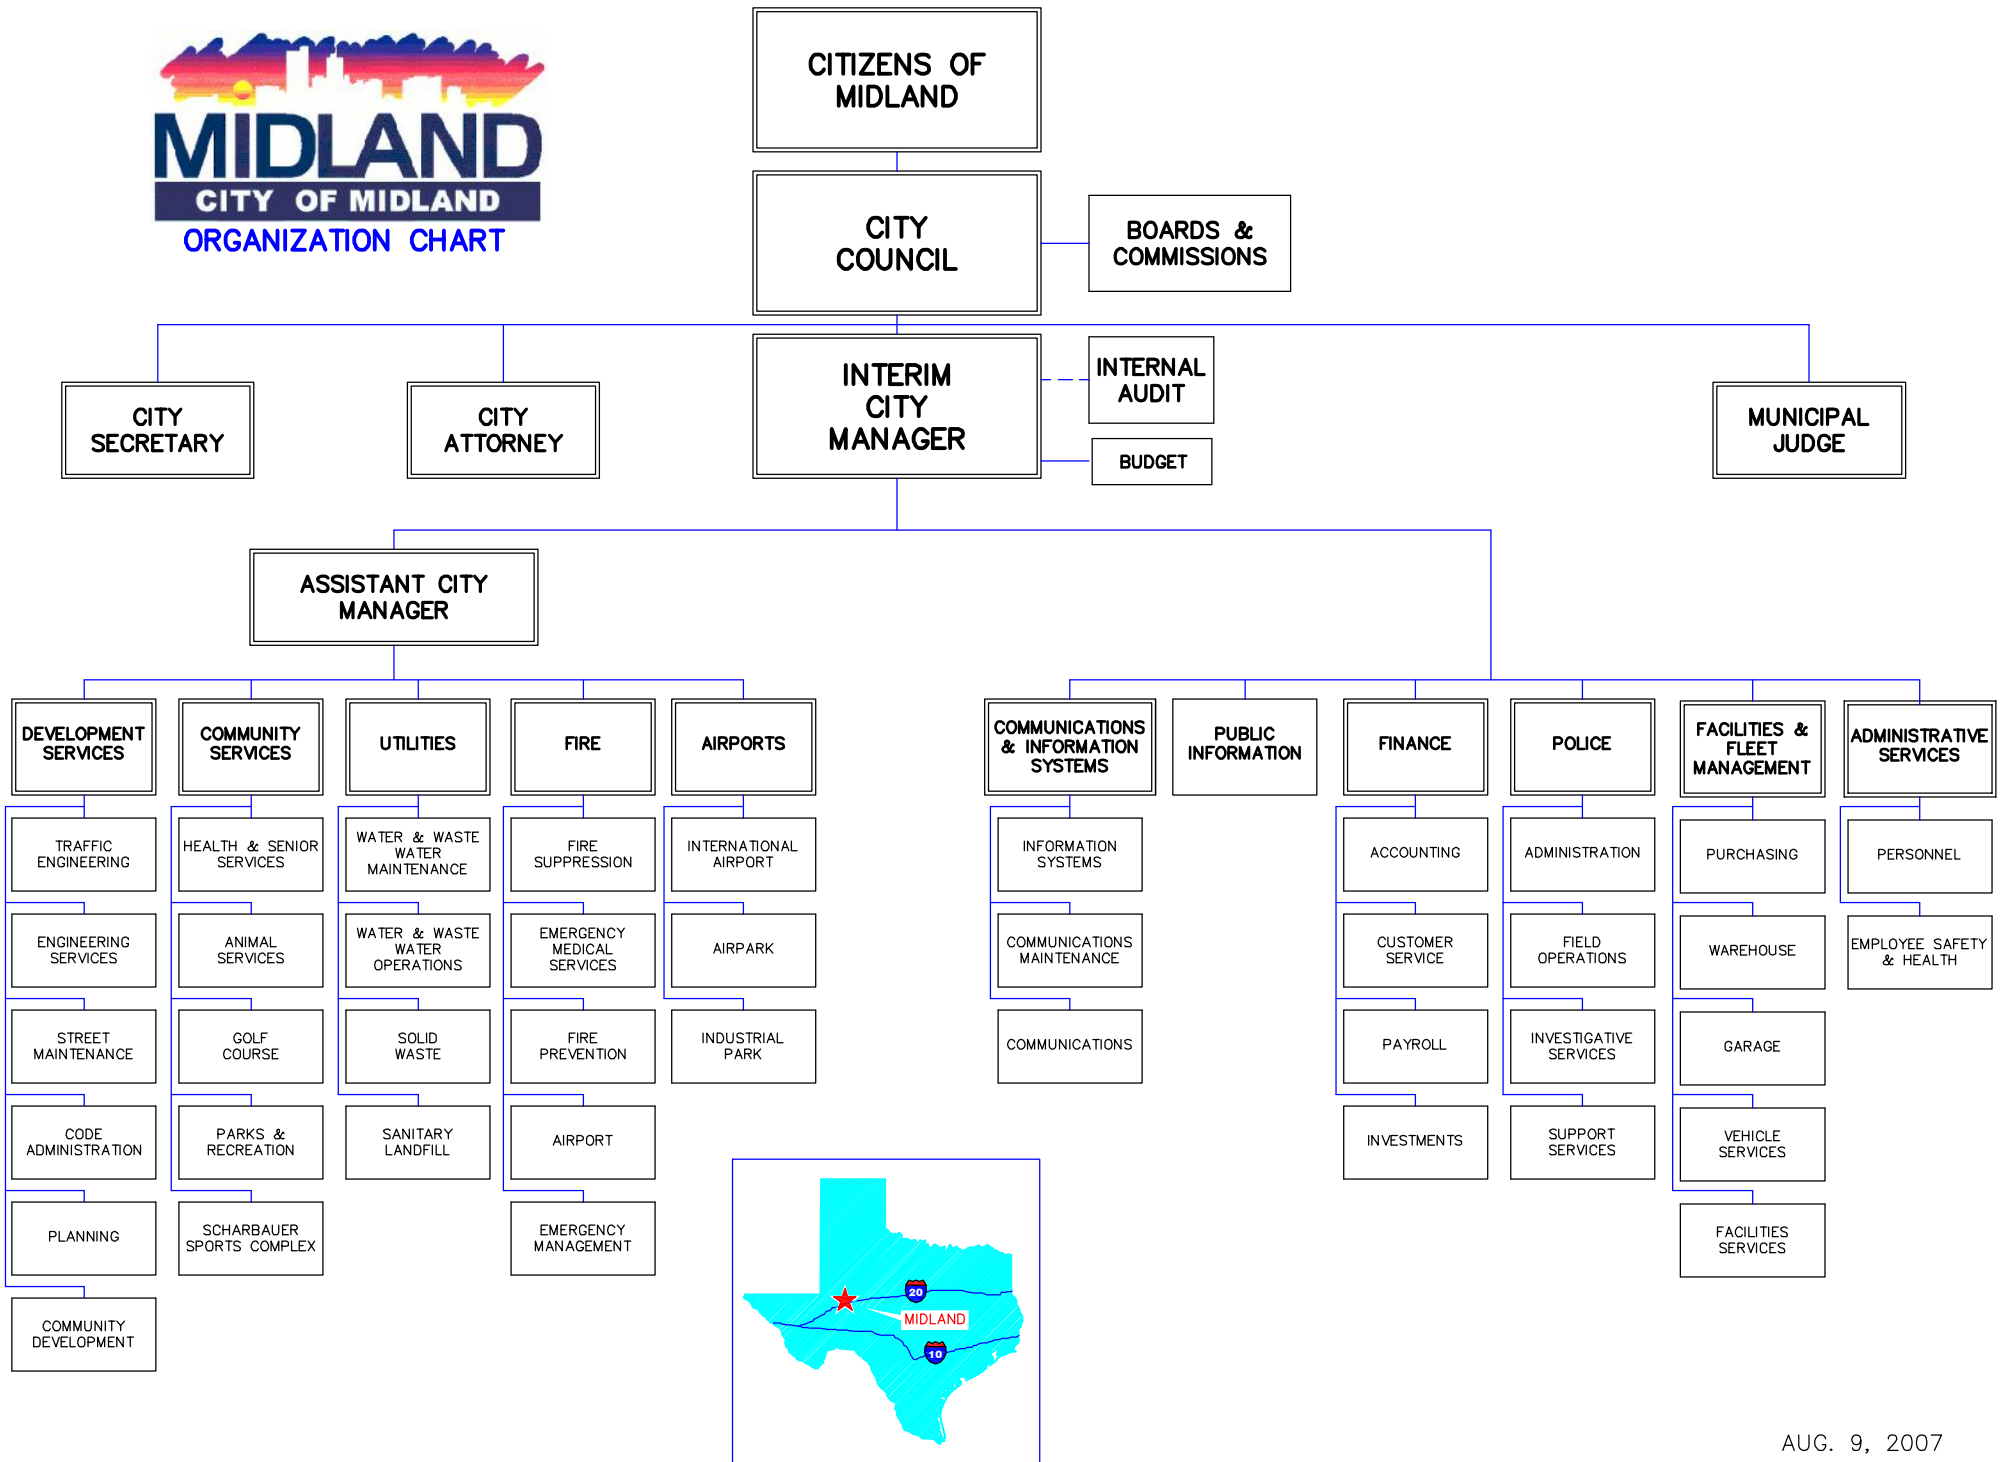 MIDLAND
CITY OF MIDLAND
ORGANIZATION CHART
CITIZENS OF
MIDLAND
CITY
COUNCIL
BOARDS &
COMMISSIONS
INTERIM
CITY
MANAGER
INTERNAL
AUDIT
BUDGET
CITY
SECRETARY
CITY
ATTORNEY
MUNICIPAL
JUDGE
ASSISTANT CITY
MANAGER
DEVELOPMENT
SERVICES
TRAFFIC
ENGINEERING
ENGINEERING
SERVICES
STREET
MAINTENANCE
CODE
ADMINISTRATION
PLANNING
COMMUNITY
DEVELOPMENT
COMMUNITY
SERVICES
HEALTH & SENIOR
SERVICES
ANIMAL
SERVICES
GOLF
COURSE
PARKS &
RECREATION
SCHARBAUER
SPORTS COMPLEX
UTILITIES
WATER & WASTE
WATER
MAINTENANCE
WATER & WASTE
WATER
OPERATIONS
SOLID
WASTE
SANITARY
LANDFILL
FIRE
FIRE
SUPPRESSION
EMERGENCY
MEDICAL
SERVICES
FIRE
PREVENTION
AIRPORT
EMERGENCY
MANAGEMENT
AIRPORTS
INTERNATIONAL
AIRPORT
AIRPARK
INDUSTRIAL
PARK
COMMUNICATIONS
& INFORMATION
SYSTEMS
INFORMATION
SYSTEMS
COMMUNICATIONS
MAINTENANCE
COMMUNICATIONS
PUBLIC
INFORMATION
FINANCE
ACCOUNTING
CUSTOMER
SERVICE
PAYROLL
INVESTMENTS
POLICE
ADMINISTRATION
FIELD
OPERATIONS
INVESTIGATIVE
SERVICES
SUPPORT
SERVICES
FACILITIES &
FLEET
MANAGEMENT
PURCHASING
WAREHOUSE
GARAGE
VEHICLE
SERVICES
FACILITIES
SERVICES
ADMINISTRATIVE
SERVICES
PERSONNEL
EMPLOYEE SAFETY
& HEALTH
20
MIDLAND
10
AUG. 9, 2007